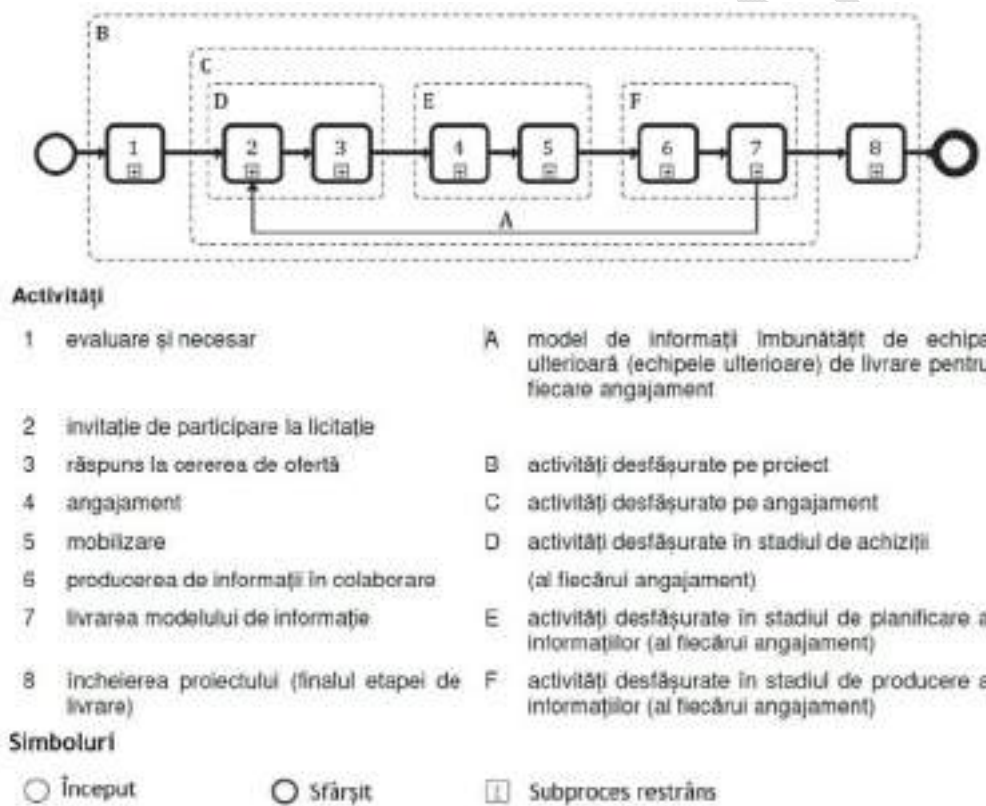 B
C
D
E
F
1
2
3
4
5
6
7
8
A
Activități
1 evaluare și necesar
A model de informații îmbunătățit de echipa
ulterioară (echipele ulterioare) de livrare pentru
fiecare angajament
2 invitație de participare la licitație
3 răspuns la cererea de ofertă
B activități desfășurate pe proiect
4 angajament
C activități desfășurate pe angajament
5 mobilizare
D activități desfășurate în stadiul de achiziții
6 producerea de informații în colaborare
(al fiecărui angajament)
7 livrarea modelului de informație
E activități desfășurate în stadiul de planificare a
informațiilor (al fiecărui angajament)
8 încheierea proiectului (finalul etapei de
livrare)
F activități desfășurate în stadiul de producere a
informațiilor (al fiecărui angajament)
Simboluri
Început
Sfârșit
Subproces restrâns